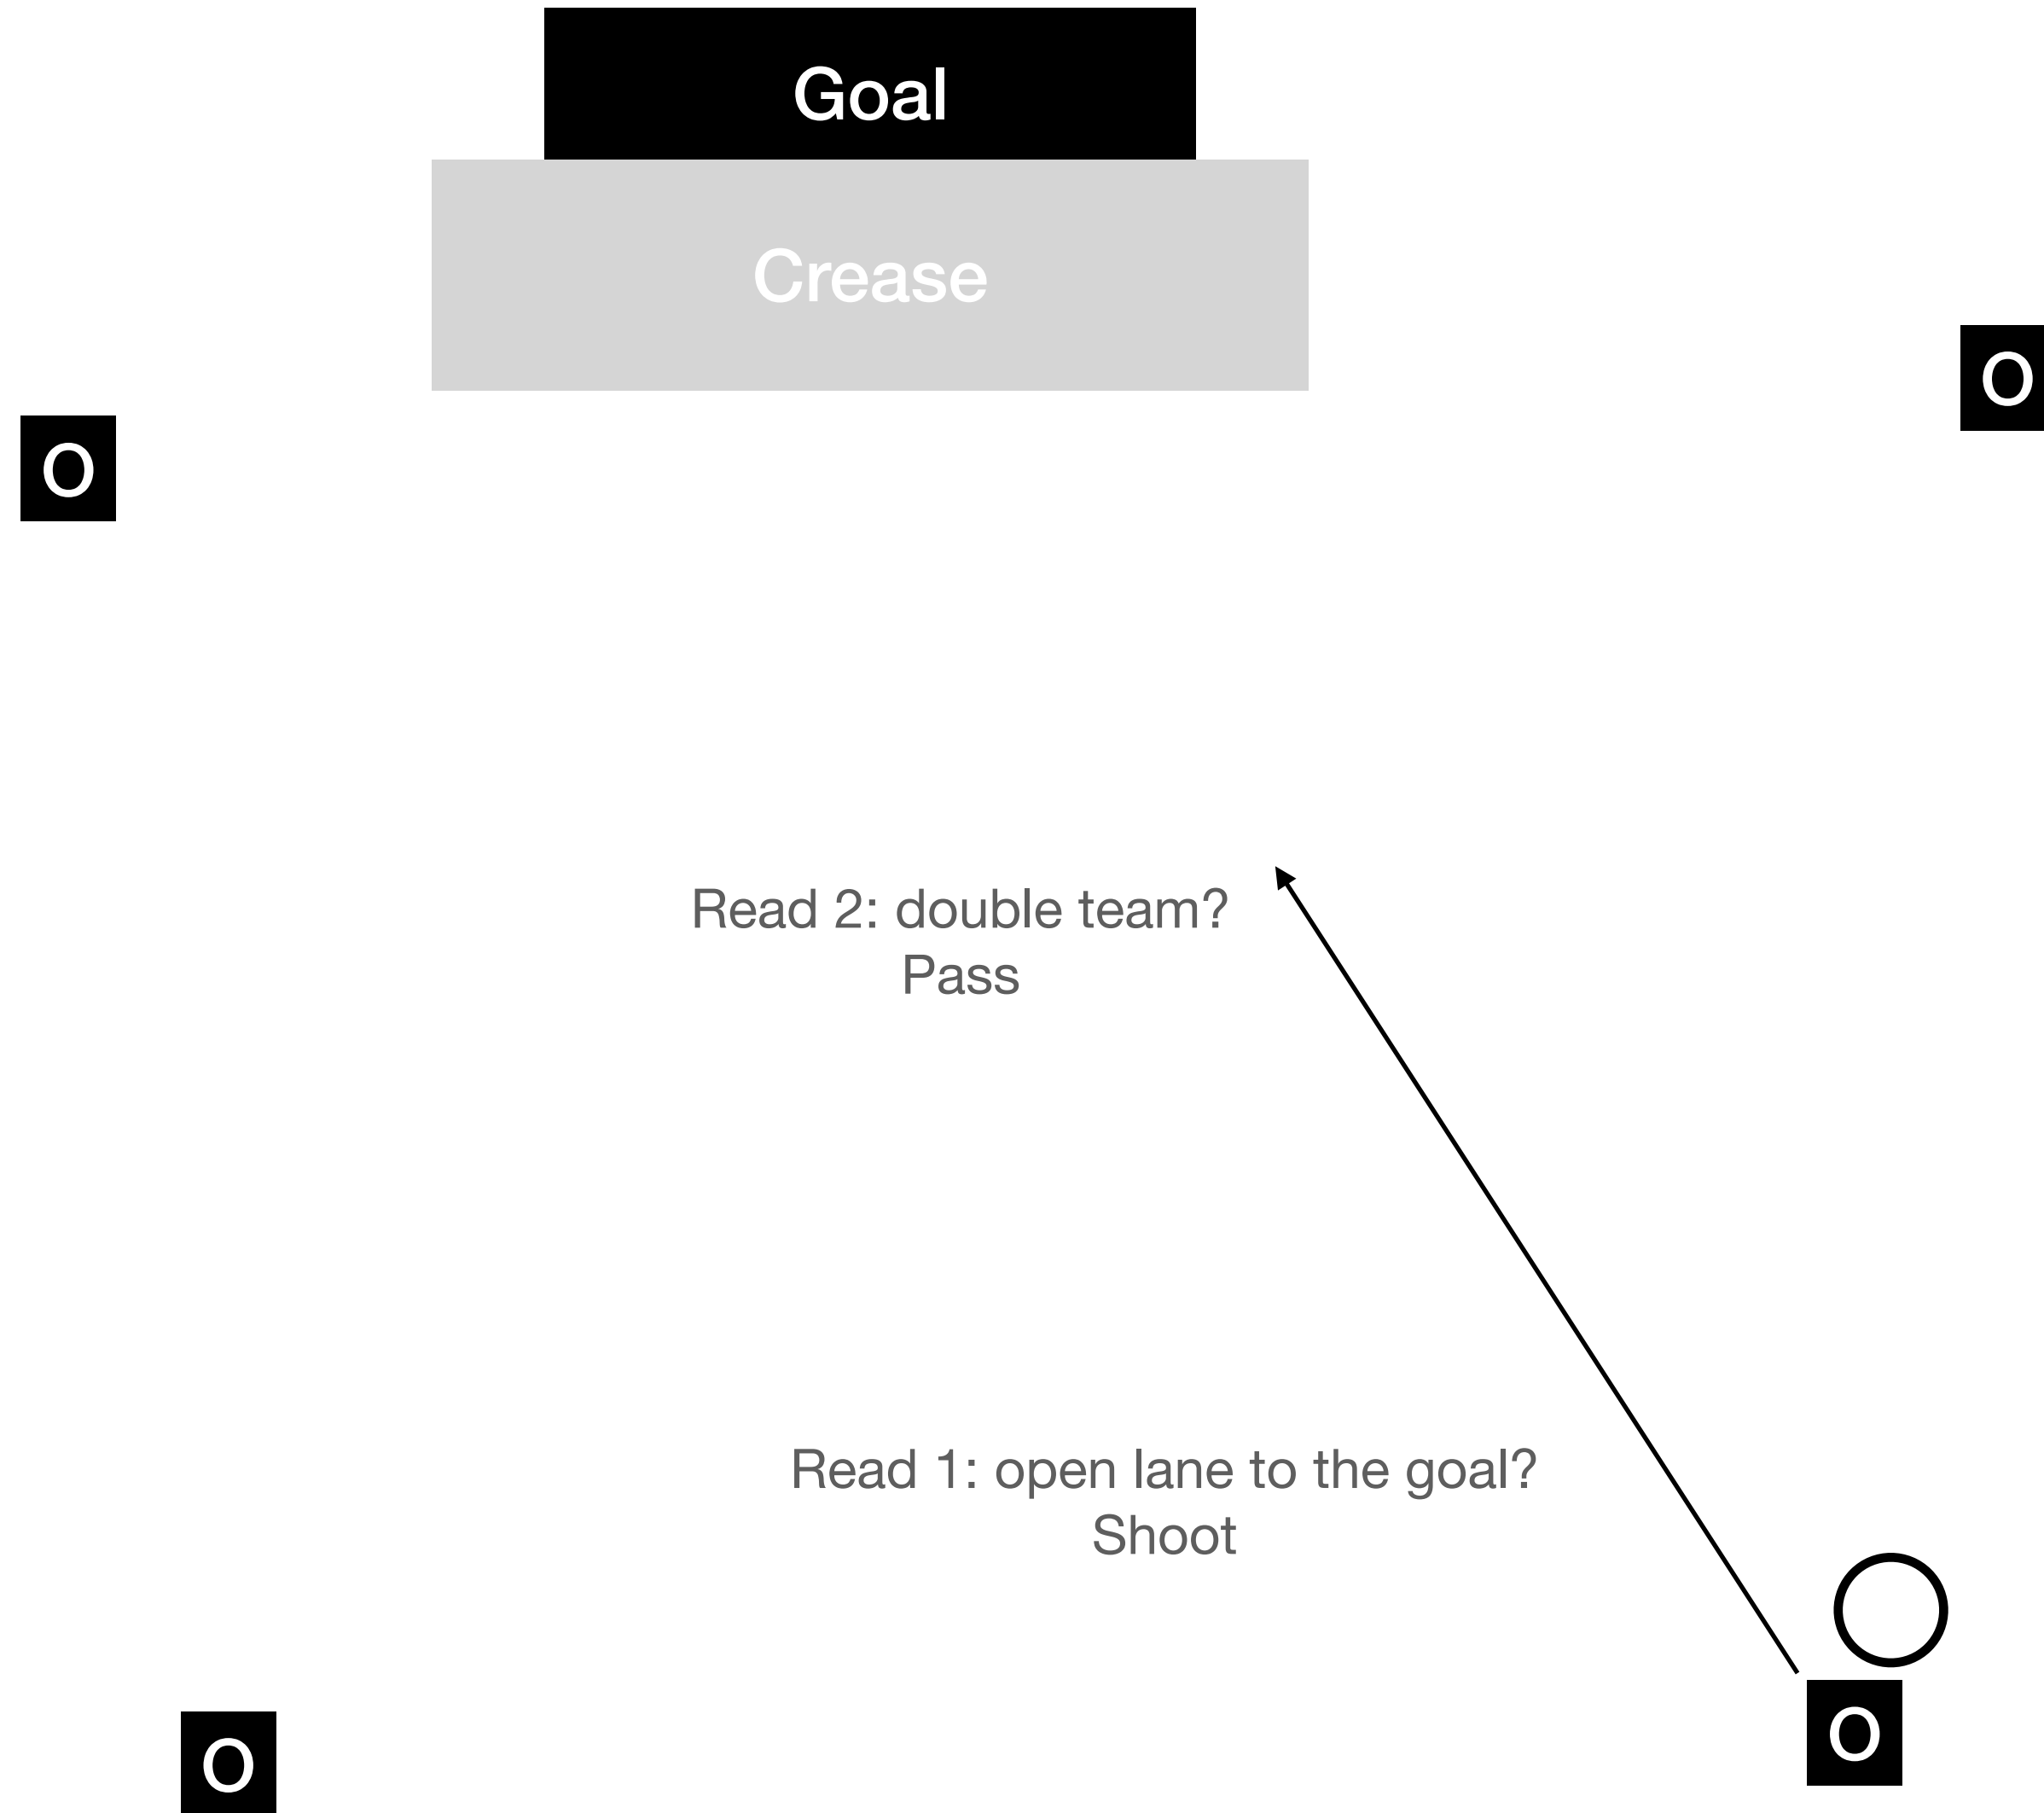 Goal
Crease
O
O
Read 2: double team?
Pass
Read 1: open lane to the goal?
Shoot
O
O